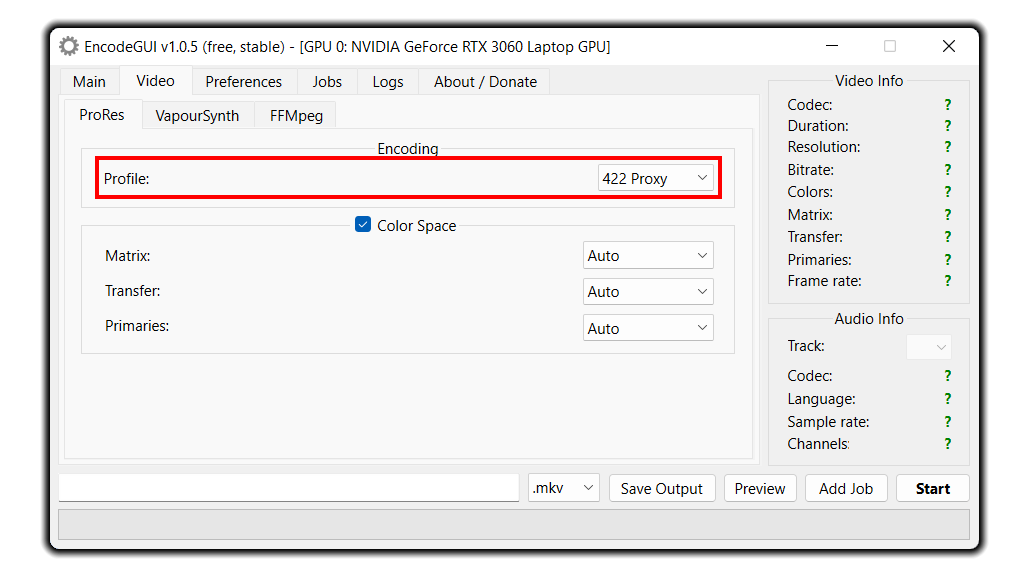 EncodeGUI v1.0.5 (free, stable) - [GPU 0: NVIDIA GeForce RTX 3060 Laptop GPU]
Main Video Preferences Jobs Logs About / Donate
ProRes VapourSynth FFMpeg
Encoding
Profile: 422 Proxy
Color Space
Matrix: Auto
Transfer: Auto
Primaries: Auto
Video Info
Codec: ?
Duration: ?
Resolution: ?
Bitrate: ?
Colors: ?
Matrix: ?
Transfer: ?
Primaries: ?
Frame rate: ?
Audio Info
Track:
Codec: ?
Language: ?
Sample rate: ?
Channels: ?
.mkv Save Output Preview Add Job Start